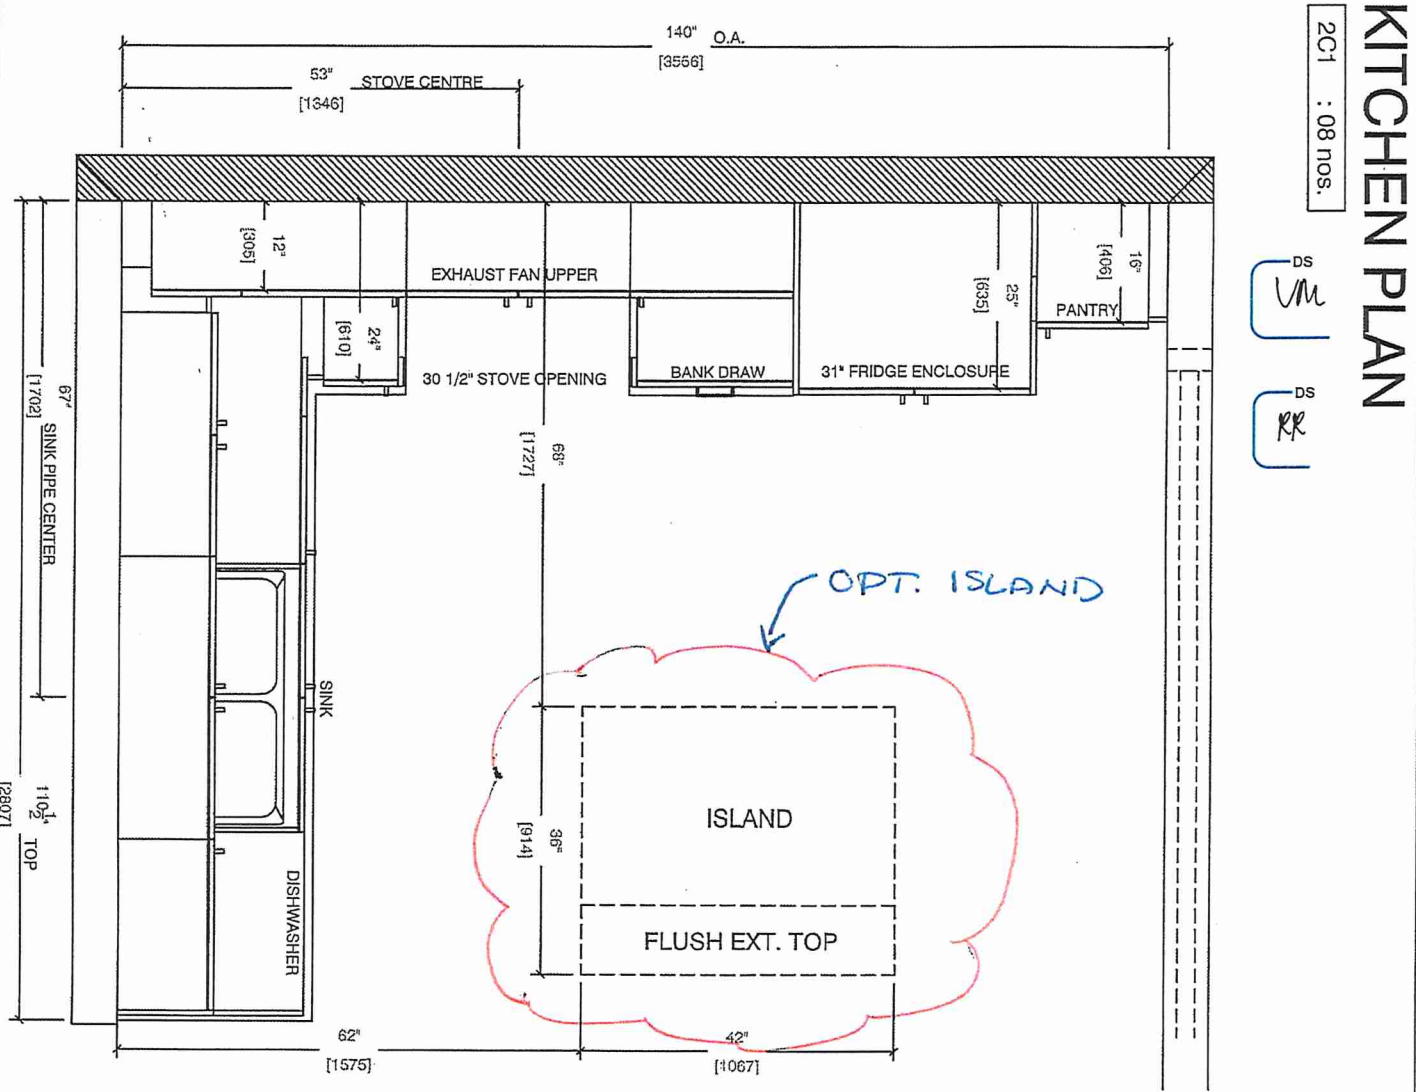 KITCHEN PLAN
2C1 : 08 nos.
DS
VM
DS
RR
140" O.A.
[3556]
53" STOVE CENTRE
[1346]
12"
[305]
EXHAUST FAN UPPER
24"
[610]
30 1/2" STOVE OPENING
BANK DRAW
25"
[635]
31" FRIDGE ENCLOSURE
16"
[406]
PANTRY
67" SINK PIPE CENTER
[1702]
68"
[1727]
OPT. ISLAND
SINK
110 1/2" TOP
[2807]
36"
[914]
ISLAND
FLUSH EXT. TOP
DISHWASHER
62"
[1575]
42"
[1067]